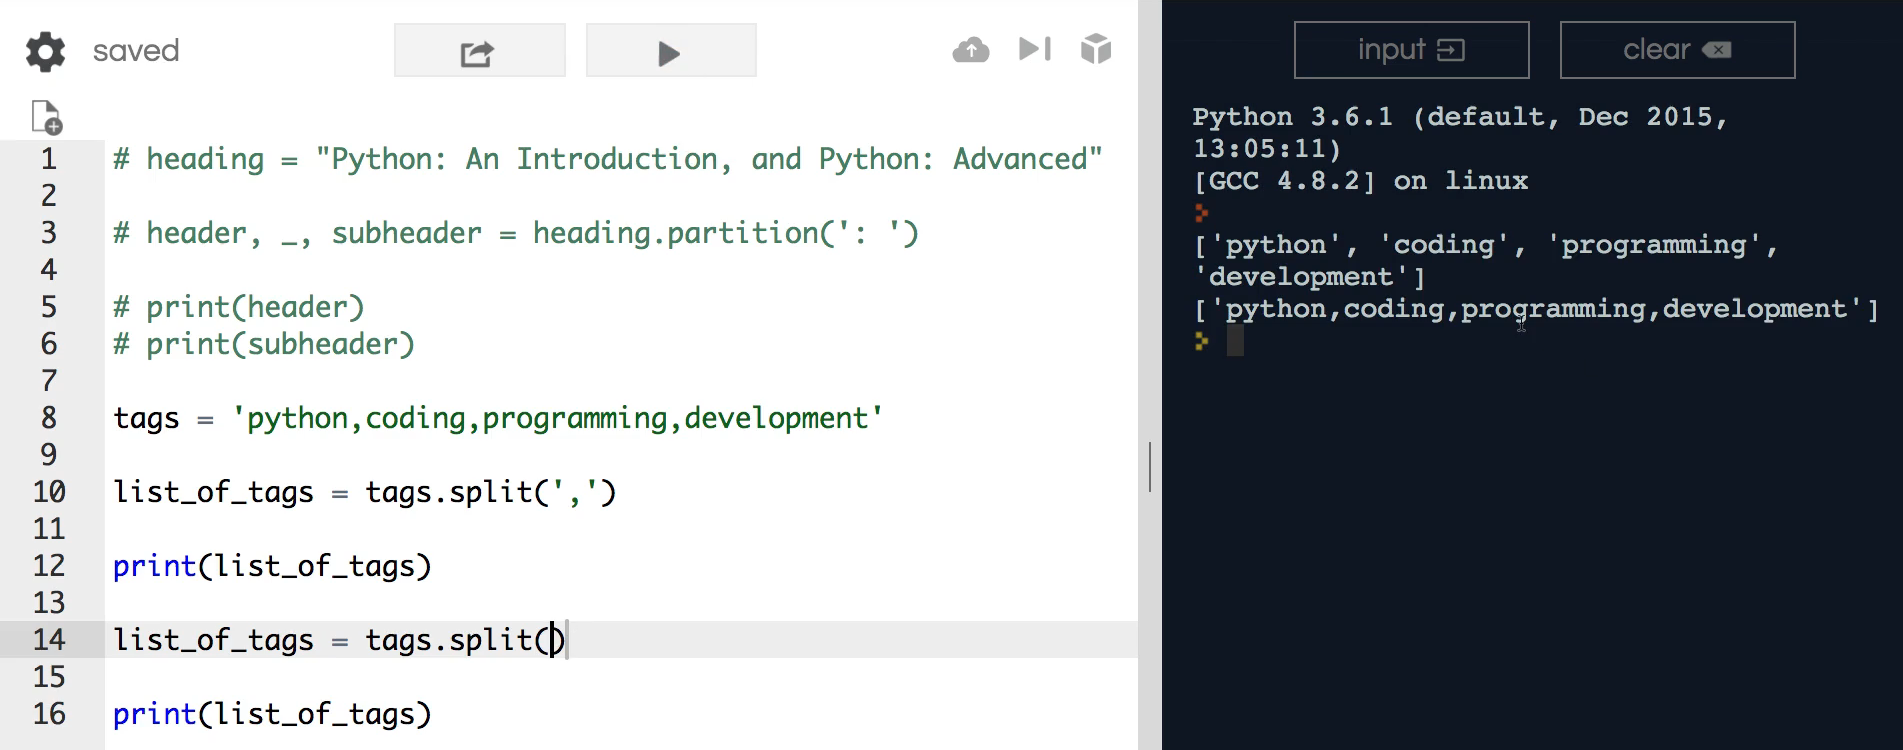 saved
input
clear
1 # heading = "Python: An Introduction, and Python: Advanced"
2
3 # header, _, subheader = heading.partition(': ')
4
5 # print(header)
6 # print(subheader)
7
8 tags = 'python,coding,programming,development'
9
10 list_of_tags = tags.split(',')
11
12 print(list_of_tags)
13
14 list_of_tags = tags.split()
15
16 print(list_of_tags)
Python 3.6.1 (default, Dec 2015,
13:05:11)
[GCC 4.8.2] on linux
['python', 'coding', 'programming',
'development']
['python,coding,programming,development']